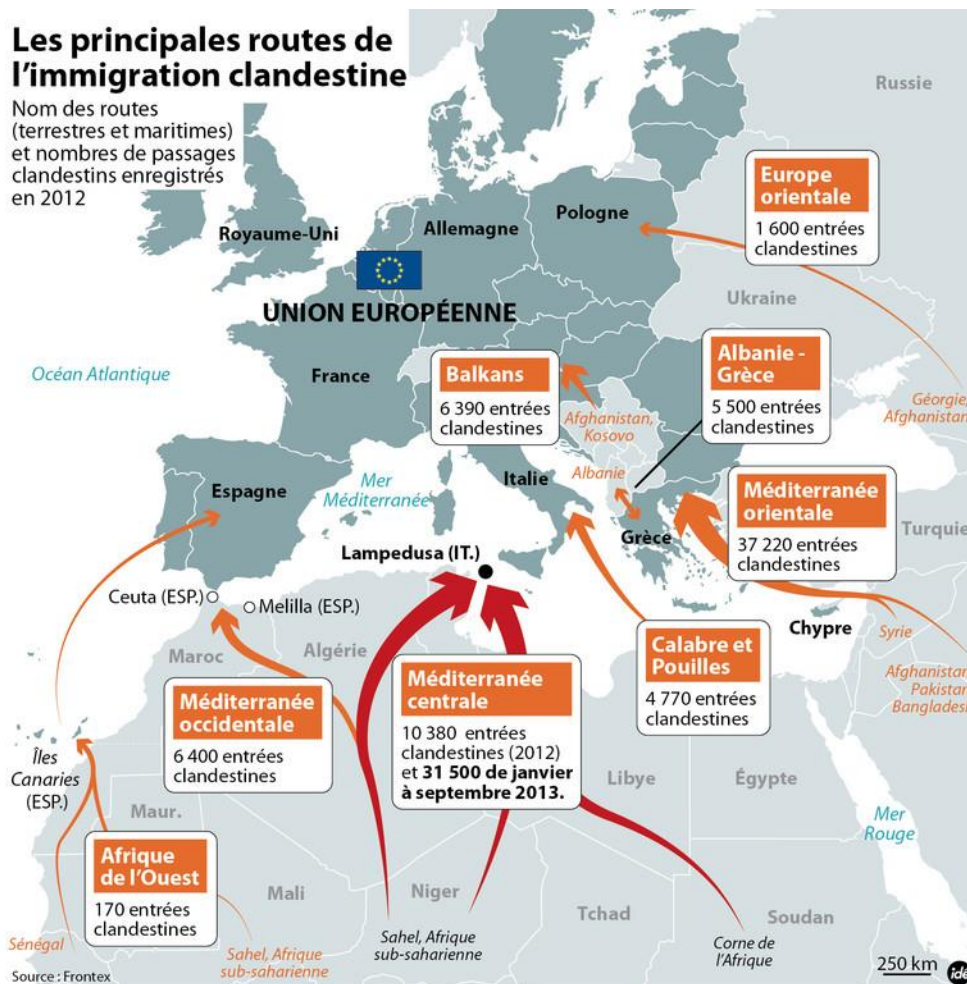 Les principales routes de
l'immigration clandestine
Nom des routes
(terrestres et maritimes)
et nombres de passages
clandestins enregistrés
en 2012
Russie
Europe
orientale
1 600 entrées
clandestines
Royaume-Uni
Allemagne
Pologne
UNION EUROPÉENNE
Ukraine
Océan Atlantique
France
Balkans
6 390 entrées
clandestines
Afghanistan,
Kosovo
Albanie -
Grèce
5 500 entrées
clandestines
Géorgie,
Afghanistan
Espagne
Mer
Méditerranée
Italie
Albanie
Grèce
Méditerranée
orientale
37 220 entrées
clandestines
Turquie
Lampedusa (IT.)
Ceuta (ESP.)
Melilla (ESP.)
Chypre
Syrie
Afghanistan,
Pakistan,
Bangladesh
Maroc
Algérie
Méditerranée
occidentale
6 400 entrées
clandestines
Méditerranée
centrale
10 380 entrées
clandestines (2012)
et 31 500 de janvier
à septembre 2013.
Calabre et
Pouilles
4 770 entrées
clandestines
Îles
Canaries
(ESP.)
Libye
Égypte
Mer
Rouge
Maur.
Afrique
de l'Ouest
170 entrées
clandestines
Mali
Niger
Tchad
Soudan
Sénégal
Sahel, Afrique
sub-saharienne
Sahel, Afrique
sub-saharienne
Corne de
l'Afrique
Source : Frontex
250 km
idé